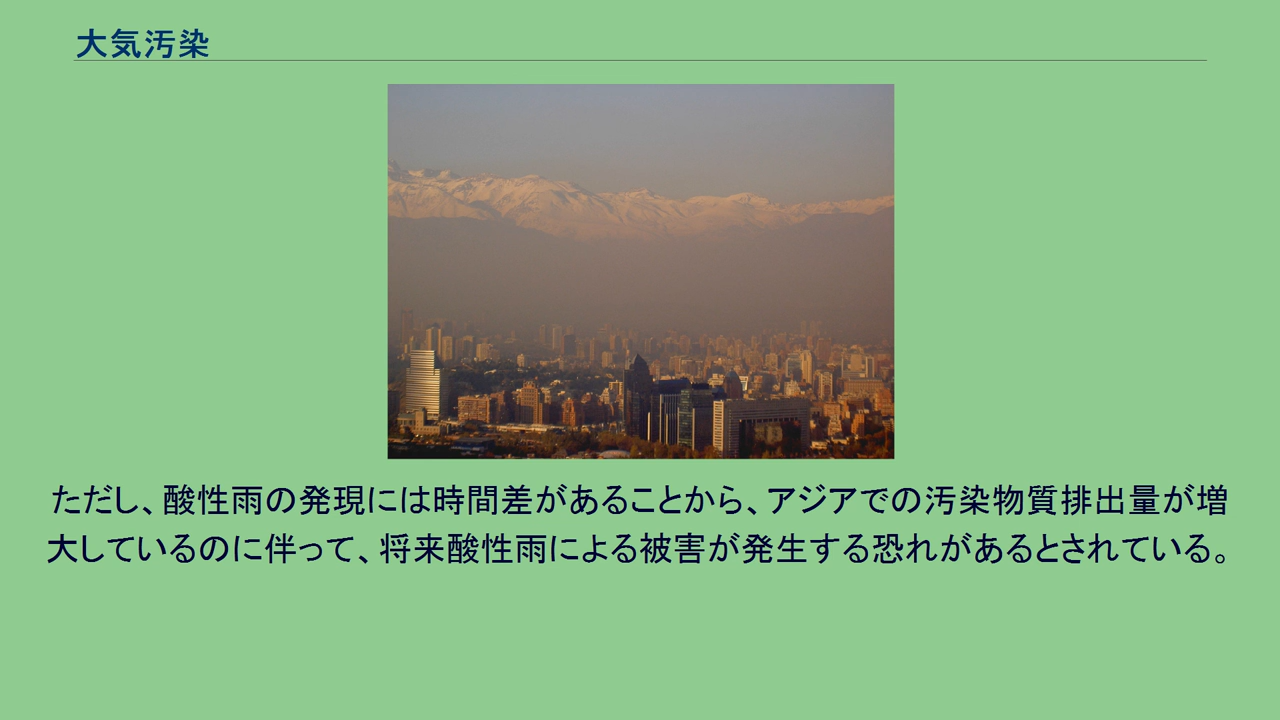 大気汚染
ただし、酸性雨の発現には時間差があることから、アジアでの汚染物質排出量が増
大しているのに伴って、将来酸性雨による被害が発生する恐れがあるとされている。